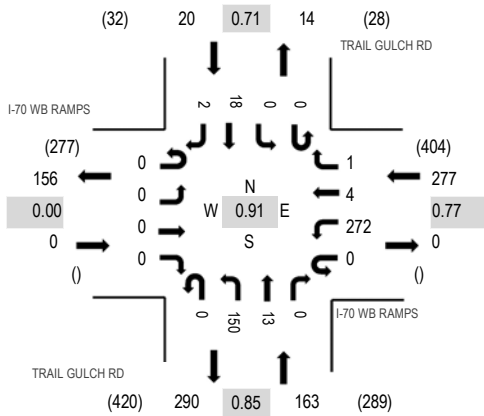 (32) 20 0.71 14 (28)
TRAIL GULCH RD
I-70 WB RAMPS
2 18 0 0
(277) 0 1 (404)
156 0 4 277
0.00 W N 0.91 S E 0.77
0 0 272 0
() 0 0 ()
0 150 13 0
I-70 WB RAMPS
TRAIL GULCH RD
(420) 290 0.85 163 (289)